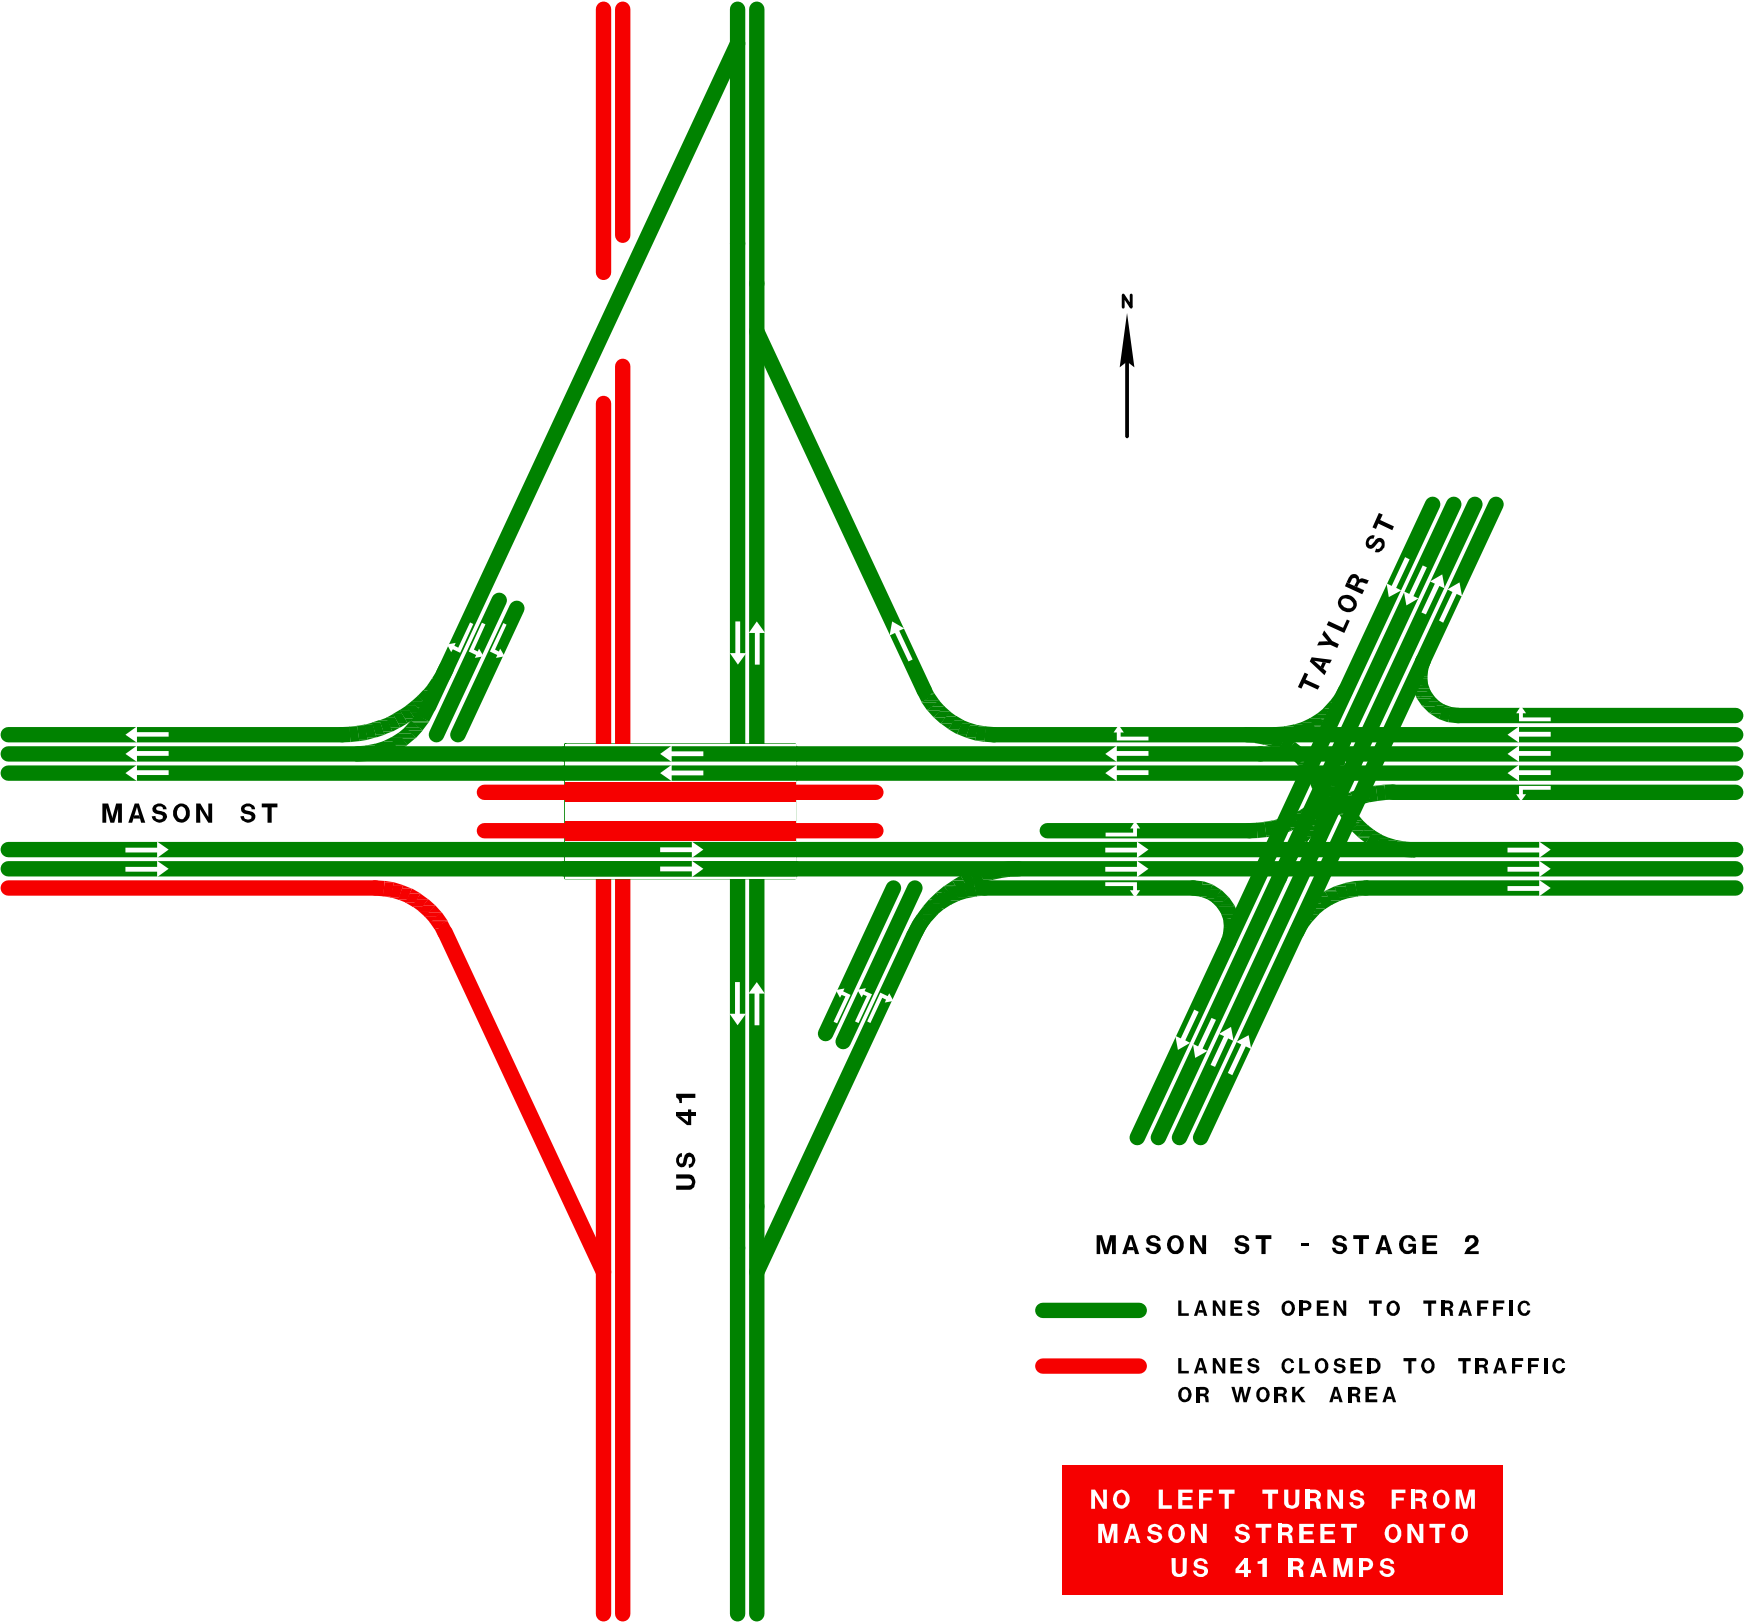 N
TAYLOR ST
MASON ST
US 41
MASON ST - STAGE 2
LANES OPEN TO TRAFFIC
LANES CLOSED TO TRAFFIC
OR WORK AREA
NO LEFT TURNS FROM
MASON STREET ONTO
US 41 RAMPS